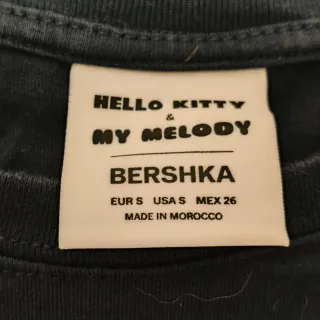 HELLO KITTY
&
MY MELODY
BERSHKA
EUR S USA S MEX 26
MADE IN MOROCCO